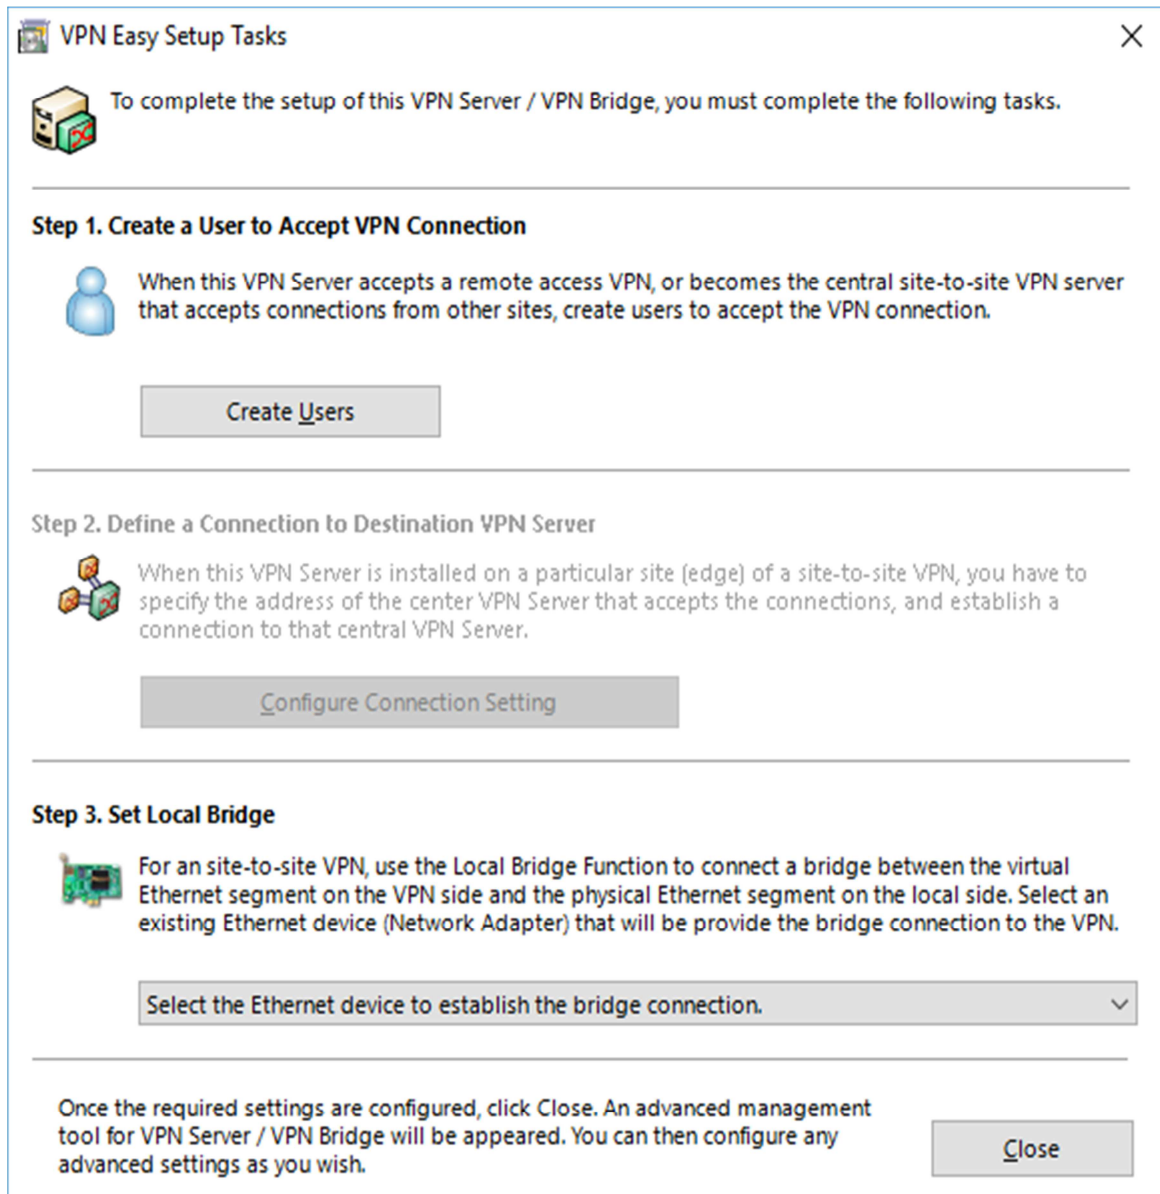 VPN Easy Setup Tasks
To complete the setup of this VPN Server / VPN Bridge, you must complete the following tasks.
Step 1. Create a User to Accept VPN Connection
When this VPN Server accepts a remote access VPN, or becomes the central site-to-site VPN server
that accepts connections from other sites, create users to accept the VPN connection.
Create Users
Step 2. Define a Connection to Destination VPN Server
When this VPN Server is installed on a particular site (edge) of a site-to-site VPN, you have to
specify the address of the center VPN Server that accepts the connections, and establish a
connection to that central VPN Server.
Configure Connection Setting
Step 3. Set Local Bridge
For an site-to-site VPN, use the Local Bridge Function to connect a bridge between the virtual
Ethernet segment on the VPN side and the physical Ethernet segment on the local side. Select an
existing Ethernet device (Network Adapter) that will be provide the bridge connection to the VPN.
Select the Ethernet device to establish the bridge connection.
Once the required settings are configured, click Close. An advanced management
tool for VPN Server / VPN Bridge will be appeared. You can then configure any
advanced settings as you wish.
Close